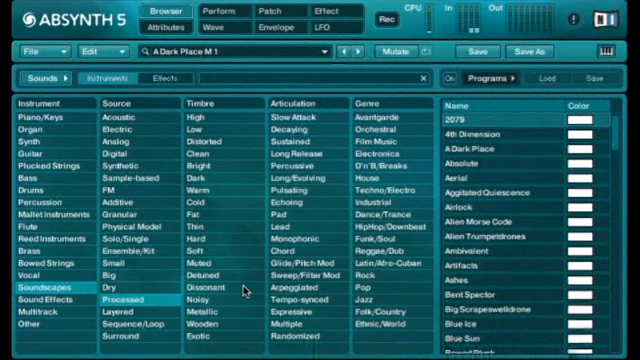 ABSYNTH 5
Browser Perform Patch Effect
Attributes Wave Envelope LFO
Rec
CPU In Out
File Edit A Dark Place M 1 Mutate Save Save As
Sounds Instruments Effects
On Programs Load Save
Instrument Source Timbre Articulation Genre
Piano/Keys Acoustic High Slow Attack Avantgarde
Organ Electric Low Decaying Orchestral
Synth Analog Distorted Sustained Film Music
Guitar Digital Clean Long Release Electronica
Plucked Strings Synthetic Bright Percussive D'n'B/Breaks
Bass Sample-based Dark Long/Evolving House
Drums FM Warm Pulsating Techno/Electro
Percussion Additive Cold Echoing Industrial
Mallet Instruments Granular Fat Pad Dance/Trance
Flute Physical Model Thin Lead HipHop/Downbeat
Reed Instruments Solo/Single Hard Monophonic Funk/Soul
Brass Ensemble/Kit Soft Chords Reggae/Dub
Bowed Strings Small Muted Glide/Pitch Mod Latin/Afro-Cuban
Vocal Big Detuned Sweep/Filter Mod Rock
Soundscapes Dry Dissonant Arpeggiated Pop
Sound Effects Processed Noisy Tempo-synced Jazz
Multitrack Layered Metallic Expressive Folk/Country
Other Sequence/Loop Wooden Multiple Ethnic/World
Surround Exotic Randomized
Name Color
2079
4th Dimension
A Dark Place
Absolute
Aerial
Aggitated Quiescence
Airlock
Alien Morse Code
Alien Trumpetdrones
Ambivalent
Artifacts
Ashes
Bent Spector
Big Scrapeswelldrone
Blue Ice
Blue Sun